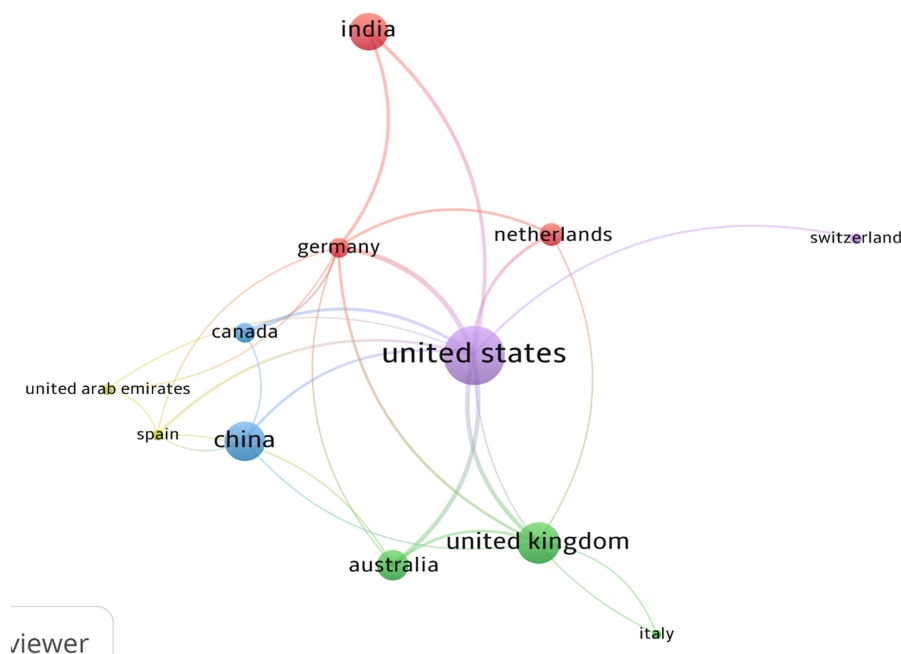 india
netherlands
switzerland
germany
canada
united states
united arab emirates
spain
china
united kingdom
australia
italy
viewer